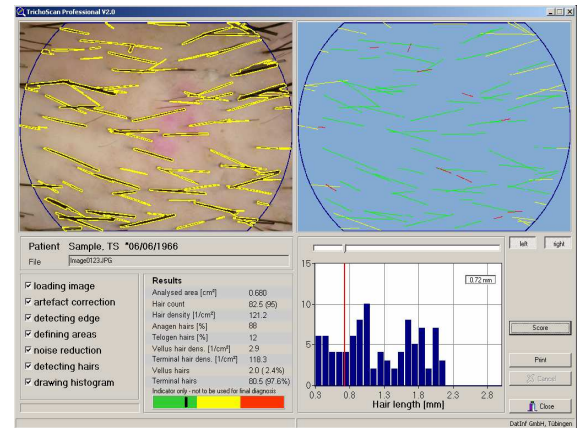 TrichoScan Professional V2.0
Patient Sample, TS *06/06/1966
File Image0123.JPG
loading image
artefact correction
detecting edge
defining areas
noise reduction
detecting hairs
drawing histogram
Results
Analysed area [cm²] 0.680
Hair count 82.5 (95)
Hair density [1/cm²] 121.2
Anagen hairs [%] 88
Telogen hairs [%] 12
Vellus hair dens. [1/cm²] 2.9
Terminal hair dens. [1/cm²] 118.3
Vellus hairs 2.0 ( 2.4%)
Terminal hairs 80.5 (97.6%)
Indicator only - not to be used for final diagnosis
15
10
5
0
0.72 mm
0.3 0.8 1.3 1.8 2.3 2.8
Hair length [mm]
left right
Score
Print
Cancel
Close
DatInf GmbH, Tübingen